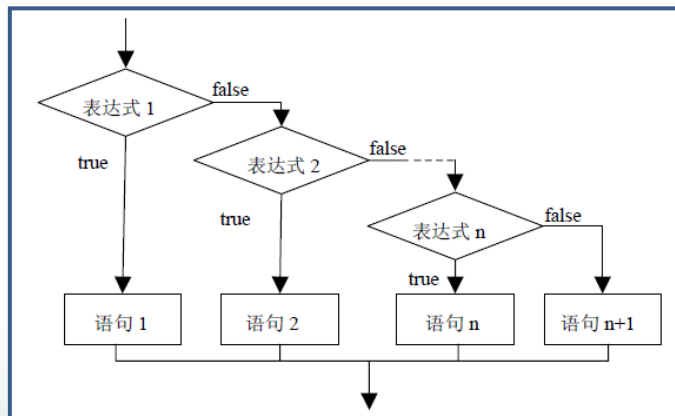 false
表达式 1
true
false
表达式 2
true
false
表达式 n
true
语句 1
语句 2
语句 n
语句 n+1